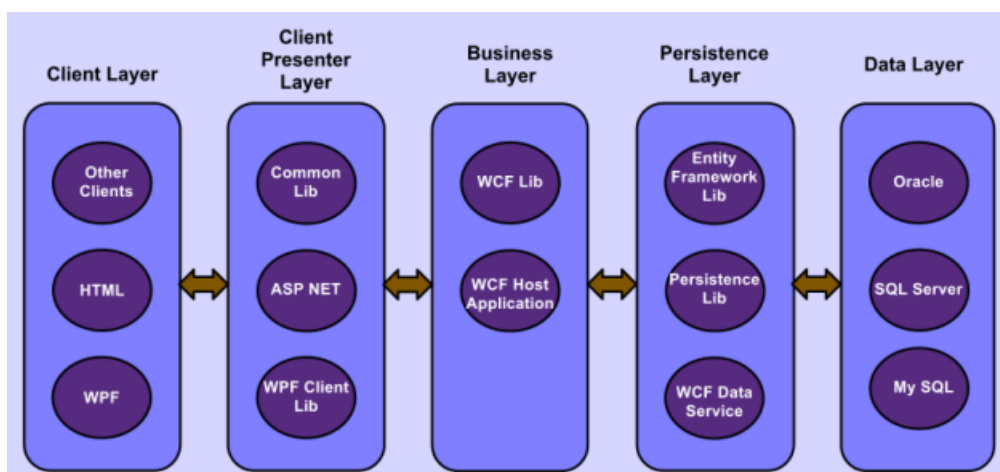 Client Layer
Client
Presenter
Layer
Business
Layer
Persistence
Layer
Data Layer
Other
Clients
HTML
WPF
Common
Lib
ASP NET
WPF Client
Lib
WCF Lib
WCF Host
Application
Entity
Framework
Lib
Persistence
Lib
WCF Data
Service
Oracle
SQL Server
My SQL